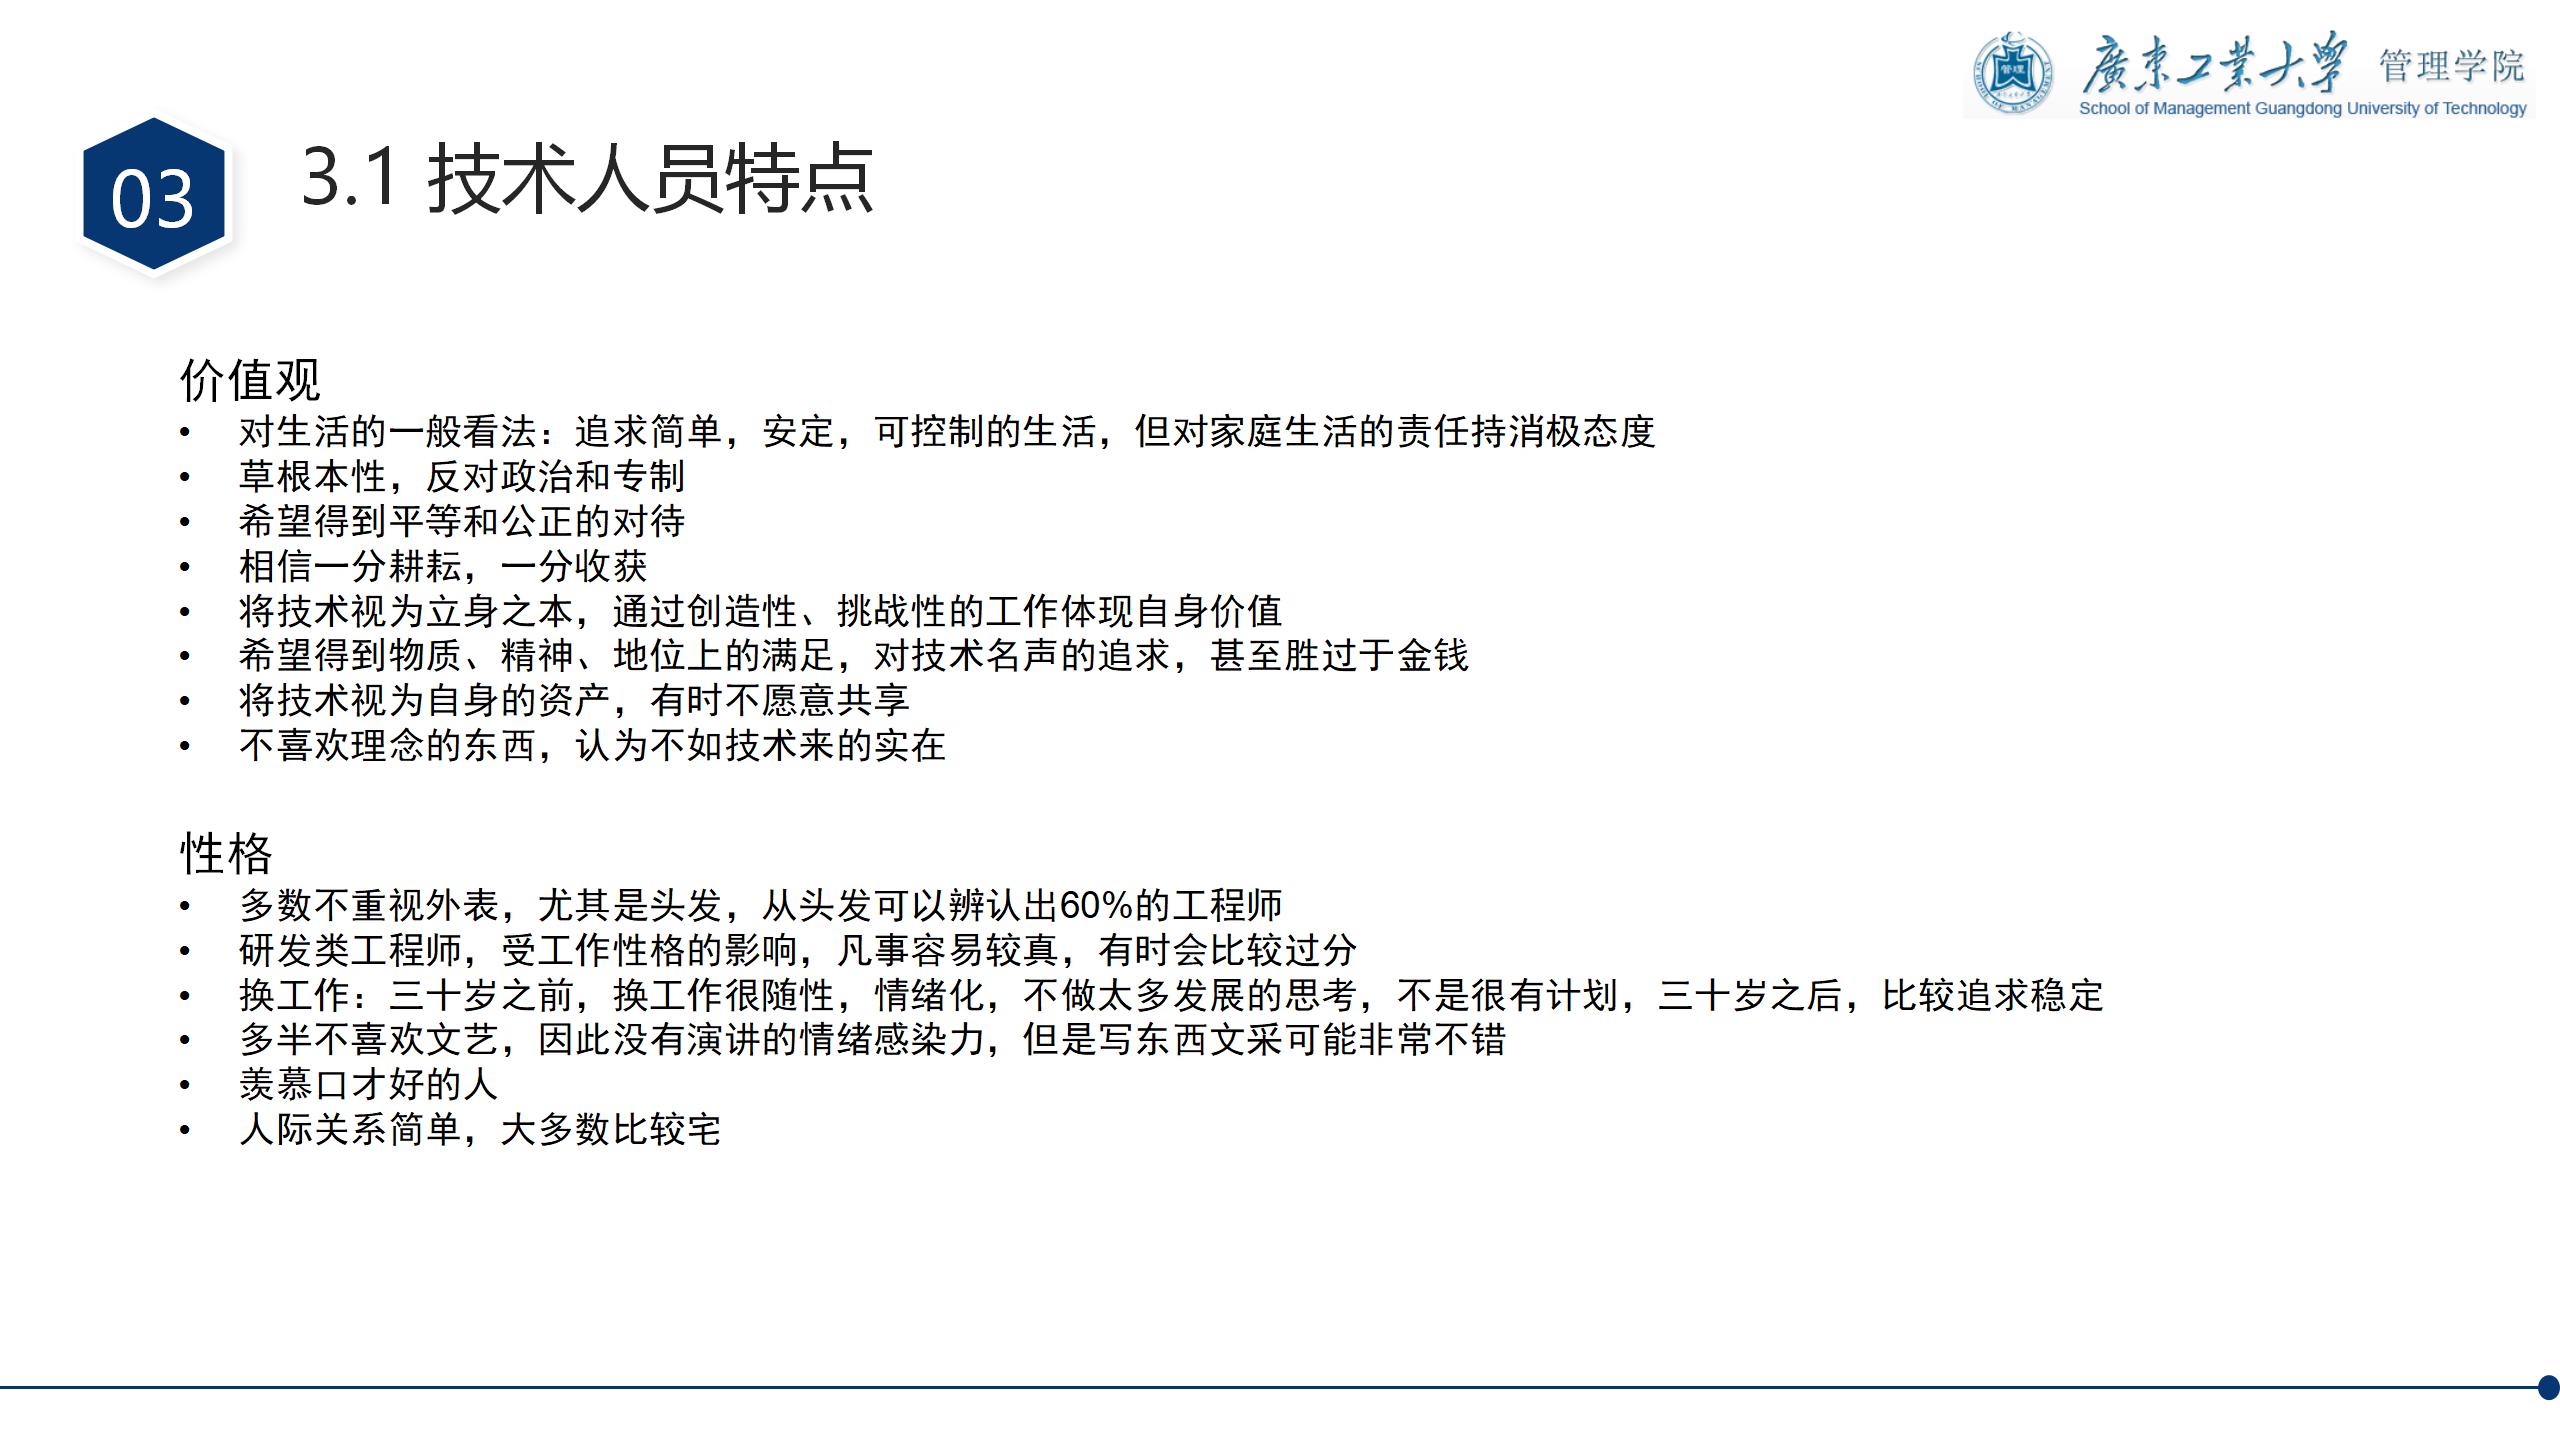 廣东工业大学 管理学院
School of Management Guangdong University of Technology
03
3.1 技术人员特点
价值观
• 对生活的一般看法：追求简单，安定，可控制的生活，但对家庭生活的责任持消极态度
• 草根本性，反对政治和专制
• 希望得到平等和公正的对待
• 相信一分耕耘，一分收获
• 将技术视为立身之本，通过创造性、挑战性的工作体现自身价值
• 希望得到物质、精神、地位上的满足，对技术名声的追求，甚至胜过于金钱
• 将技术视为自身的资产，有时不愿意共享
• 不喜欢理念的东西，认为不如技术来的实在
性格
• 多数不重视外表，尤其是头发，从头发可以辨认出60%的工程师
• 研发类工程师，受工作性格的影响，凡事容易较真，有时会比较过分
• 换工作：三十岁之前，换工作很随性，情绪化，不做太多发展的思考，不是很有计划，三十岁之后，比较追求稳定
• 多半不喜欢文艺，因此没有演讲的情绪感染力，但是写东西文采可能非常不错
• 羡慕口才好的人
• 人际关系简单，大多数比较宅